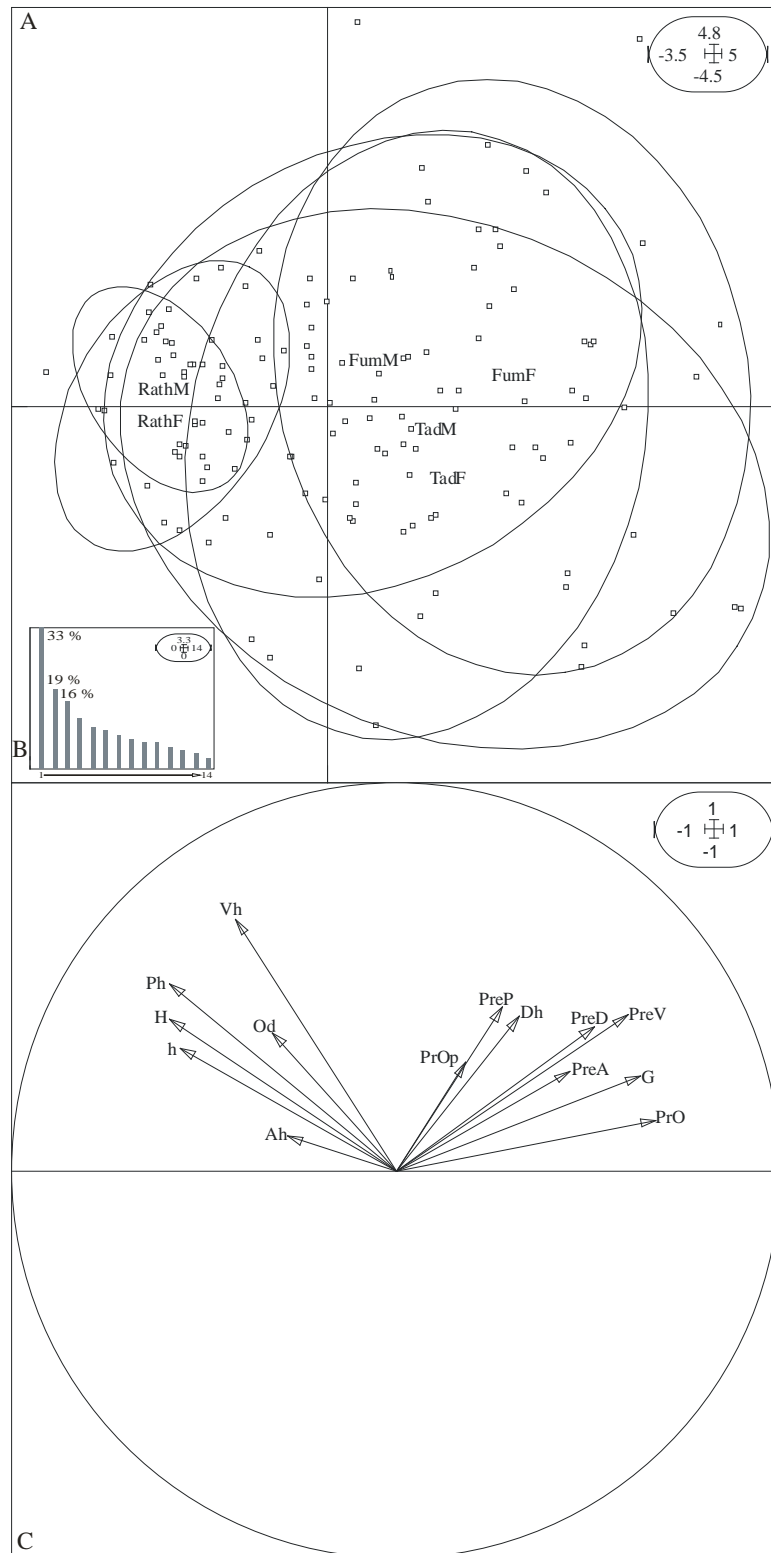 A
4.8
-3.5 5
-4.5
FumM
FumF
RathM
RathF
TadM
TadF
33 %
19 %
16 %
3.3
0 14
0
B
1 14
1
-1 1
-1
Vh
Ph
H
h
Od
Ah
PreP
Dh
PrOp
PreD
PreV
PreA
G
PrO
C